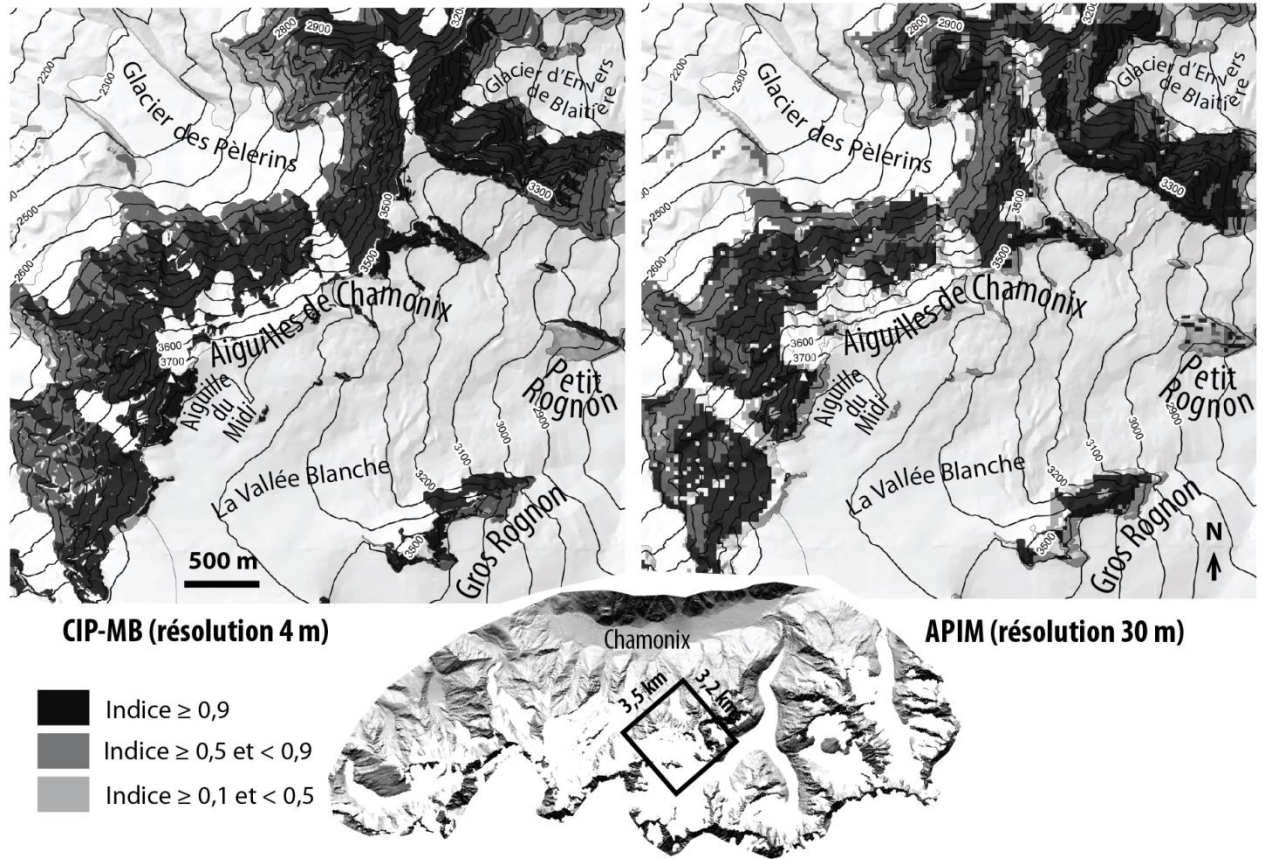 2800
2900
3200
2200
2300
Glacier des Pèlerins
Glacier d'Envers
de Blaitière
3300
2500
3500
2600
3500
Aiguilles de Chamonix
3600
3700
Aiguille
du
Midi
Petit
Rognon
2900
3000
3100
La Vallée Blanche
3200
3500
Gros Rognon
500 m
2800
2900
3200
2200
2300
Glacier des Pèlerins
Glacier d'Envers
de Blaitière
3300
2500
3500
2600
3500
Aiguilles de Chamonix
3600
3700
Aiguille
du
Midi
Petit
Rognon
2900
3000
3100
La Vallée Blanche
3200
3500
Gros Rognon
N
CIP-MB (résolution 4 m)
APIM (résolution 30 m)
Chamonix
3,5 km
3,2 km
Indice ≥ 0,9
Indice ≥ 0,5 et < 0,9
Indice ≥ 0,1 et < 0,5